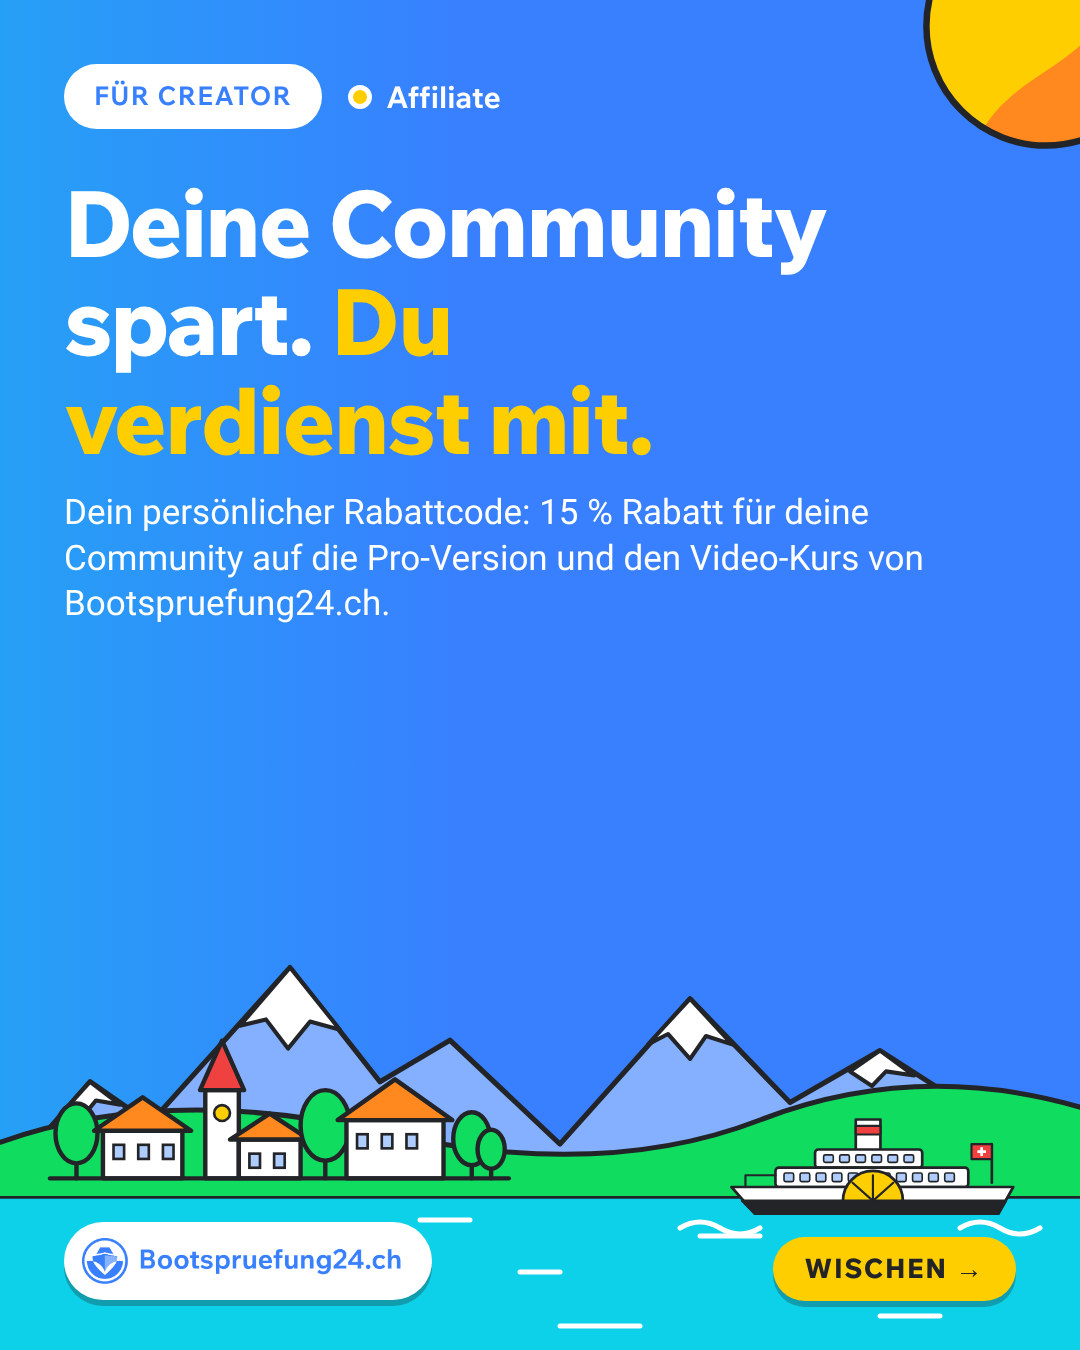 FÜR CREATOR
Affiliate
Deine Community
spart. Du
verdienst mit.
Dein persönlicher Rabattcode: 15 % Rabatt für deine
Community auf die Pro-Version und den Video-Kurs von
Bootspruefung24.ch.
Bootspruefung24.ch
WISCHEN →